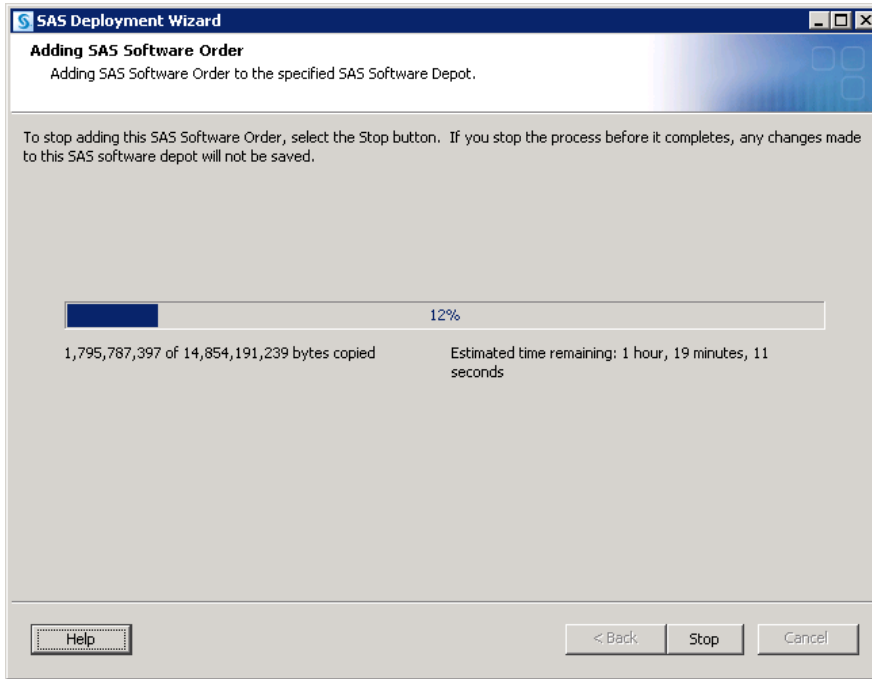 SAS Deployment Wizard
Adding SAS Software Order
Adding SAS Software Order to the specified SAS Software Depot.
To stop adding this SAS Software Order, select the Stop button.  If you stop the process before it completes, any changes made
to this SAS software depot will not be saved.
12%
1,795,787,397 of 14,854,191,239 bytes copied
Estimated time remaining: 1 hour, 19 minutes, 11
seconds
Help
< Back
Stop
Cancel